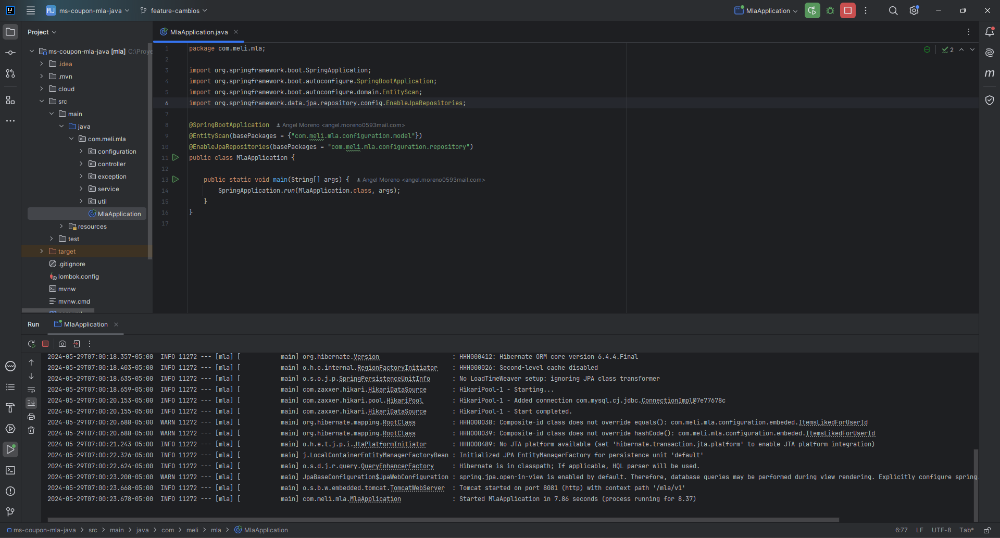 MJ ms-coupon-mla-java feature-cambios MlaApplication
Project
MlaApplication.java
ms-coupon-mla-java [mla] C:\Proye
.idea
.mvn
cloud
src
main
java
com.meli.mla
configuration
controller
exception
service
util
MlaApplication
resources
test
target
.gitignore
lombok.config
mvnw
mvnw.cmd
2
1 package com.meli.mla;
2
3 import org.springframework.boot.SpringApplication;
4 import org.springframework.boot.autoconfigure.SpringBootApplication;
5 import org.springframework.boot.autoconfigure.domain.EntityScan;
6 import org.springframework.data.jpa.repository.config.EnableJpaRepositories;
7
8 @SpringBootApplication Angel Moreno <angel.moreno0593mail.com>
9 @EntityScan(basePackages = {"com.meli.mla.configuration.model"})
10 @EnableJpaRepositories(basePackages = "com.meli.mla.configuration.repository")
11 public class MlaApplication {
12
13 public static void main(String[] args) { Angel Moreno <angel.moreno0593mail.com>
14 SpringApplication.run(MlaApplication.class, args);
15 }
16 }
17
Run MlaApplication
2024-05-29T07:00:18.357-05:00 INFO 11272 --- [mla] [ main] org.hibernate.Version : HHH000412: Hibernate ORM core version 6.4.4.Final
2024-05-29T07:00:18.403-05:00 INFO 11272 --- [mla] [ main] o.h.c.internal.RegionFactoryInitiator : HHH000026: Second-level cache disabled
2024-05-29T07:00:18.635-05:00 INFO 11272 --- [mla] [ main] o.s.o.j.p.SpringPersistenceUnitInfo : No LoadTimeWeaver setup: ignoring JPA class transformer
2024-05-29T07:00:18.659-05:00 INFO 11272 --- [mla] [ main] com.zaxxer.hikari.HikariDataSource : HikariPool-1 - Starting...
2024-05-29T07:00:20.153-05:00 INFO 11272 --- [mla] [ main] com.zaxxer.hikari.pool.HikariPool : HikariPool-1 - Added connection com.mysql.cj.jdbc.ConnectionImpl@7e77678c
2024-05-29T07:00:20.155-05:00 INFO 11272 --- [mla] [ main] com.zaxxer.hikari.HikariDataSource : HikariPool-1 - Start completed.
2024-05-29T07:00:20.688-05:00 WARN 11272 --- [mla] [ main] org.hibernate.mapping.RootClass : HHH000038: Composite-id class does not override equals(): com.meli.mla.configuration.embeded.ItemsLikedForUserId
2024-05-29T07:00:20.688-05:00 WARN 11272 --- [mla] [ main] org.hibernate.mapping.RootClass : HHH000039: Composite-id class does not override hashCode(): com.meli.mla.configuration.embeded.ItemsLikedForUserId
2024-05-29T07:00:21.243-05:00 INFO 11272 --- [mla] [ main] o.h.e.t.j.p.i.JtaPlatformInitiator : HHH000489: No JTA platform available (set 'hibernate.transaction.jta.platform' to enable JTA platform integration)
2024-05-29T07:00:22.326-05:00 INFO 11272 --- [mla] [ main] j.LocalContainerEntityManagerFactoryBean : Initialized JPA EntityManagerFactory for persistence unit 'default'
2024-05-29T07:00:22.624-05:00 INFO 11272 --- [mla] [ main] o.s.d.j.r.query.QueryEnhancerFactory : Hibernate is in classpath; If applicable, HQL parser will be used.
2024-05-29T07:00:23.200-05:00 WARN 11272 --- [mla] [ main] JpaBaseConfiguration$JpaWebConfiguration : spring.jpa.open-in-view is enabled by default. Therefore, database queries may be performed during view rendering. Explicitly configure spring
2024-05-29T07:00:23.668-05:00 INFO 11272 --- [mla] [ main] o.s.b.w.embedded.tomcat.TomcatWebServer : Tomcat started on port 8081 (http) with context path '/mla/v1'
2024-05-29T07:00:23.678-05:00 INFO 11272 --- [mla] [ main] com.meli.mla.MlaApplication : Started MlaApplication in 7.86 seconds (process running for 8.37)
ms-coupon-mla-java src main java com meli mla MlaApplication 6:77 LF UTF-8 Tab*